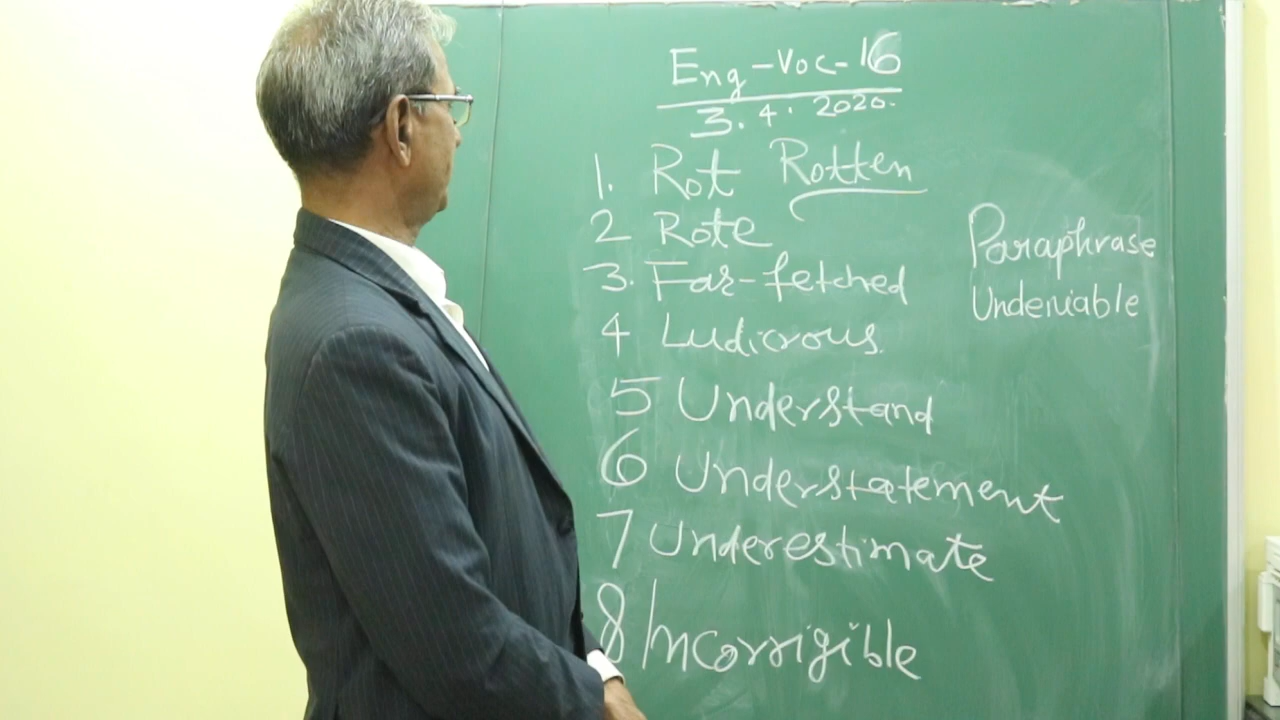 Eng-Voc-16
3.4.2020.
1. Rot Rotten
2 Rote
3. Far-fetched
4 Ludicrous.
5 Understand
6 Understatement
7 Underestimate
8 Incorrigible
Paraphrase
Undeniable